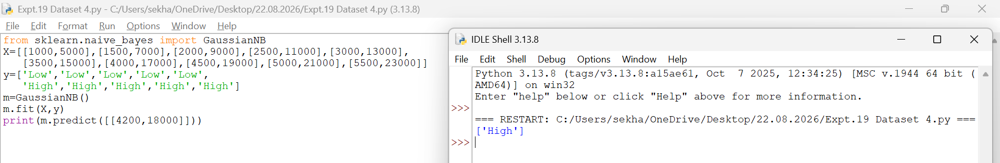 Expt.19 Dataset 4.py - C:/Users/sekha/OneDrive/Desktop/22.08.2026/Expt.19 Dataset 4.py (3.13.8)
File Edit Format Run Options Window Help
from sklearn.naive_bayes import GaussianNB
X=[[1000,5000],[1500,7000],[2000,9000],[2500,11000],[3000,13000],
   [3500,15000],[4000,17000],[4500,19000],[5000,21000],[5500,23000]]
y=['Low','Low','Low','Low','Low',
   'High','High','High','High','High']
m=GaussianNB()
m.fit(X,y)
print(m.predict([[4200,18000]]))
IDLE Shell 3.13.8
File Edit Shell Debug Options Window Help
Python 3.13.8 (tags/v3.13.8:a15ae61, Oct  7 2025, 12:34:25) [MSC v.1944 64 bit (
AMD64)] on win32
Enter "help" below or click "Help" above for more information.
>>>
=== RESTART: C:/Users/sekha/OneDrive/Desktop/22.08.2026/Expt.19 Dataset 4.py ===
['High']
>>>